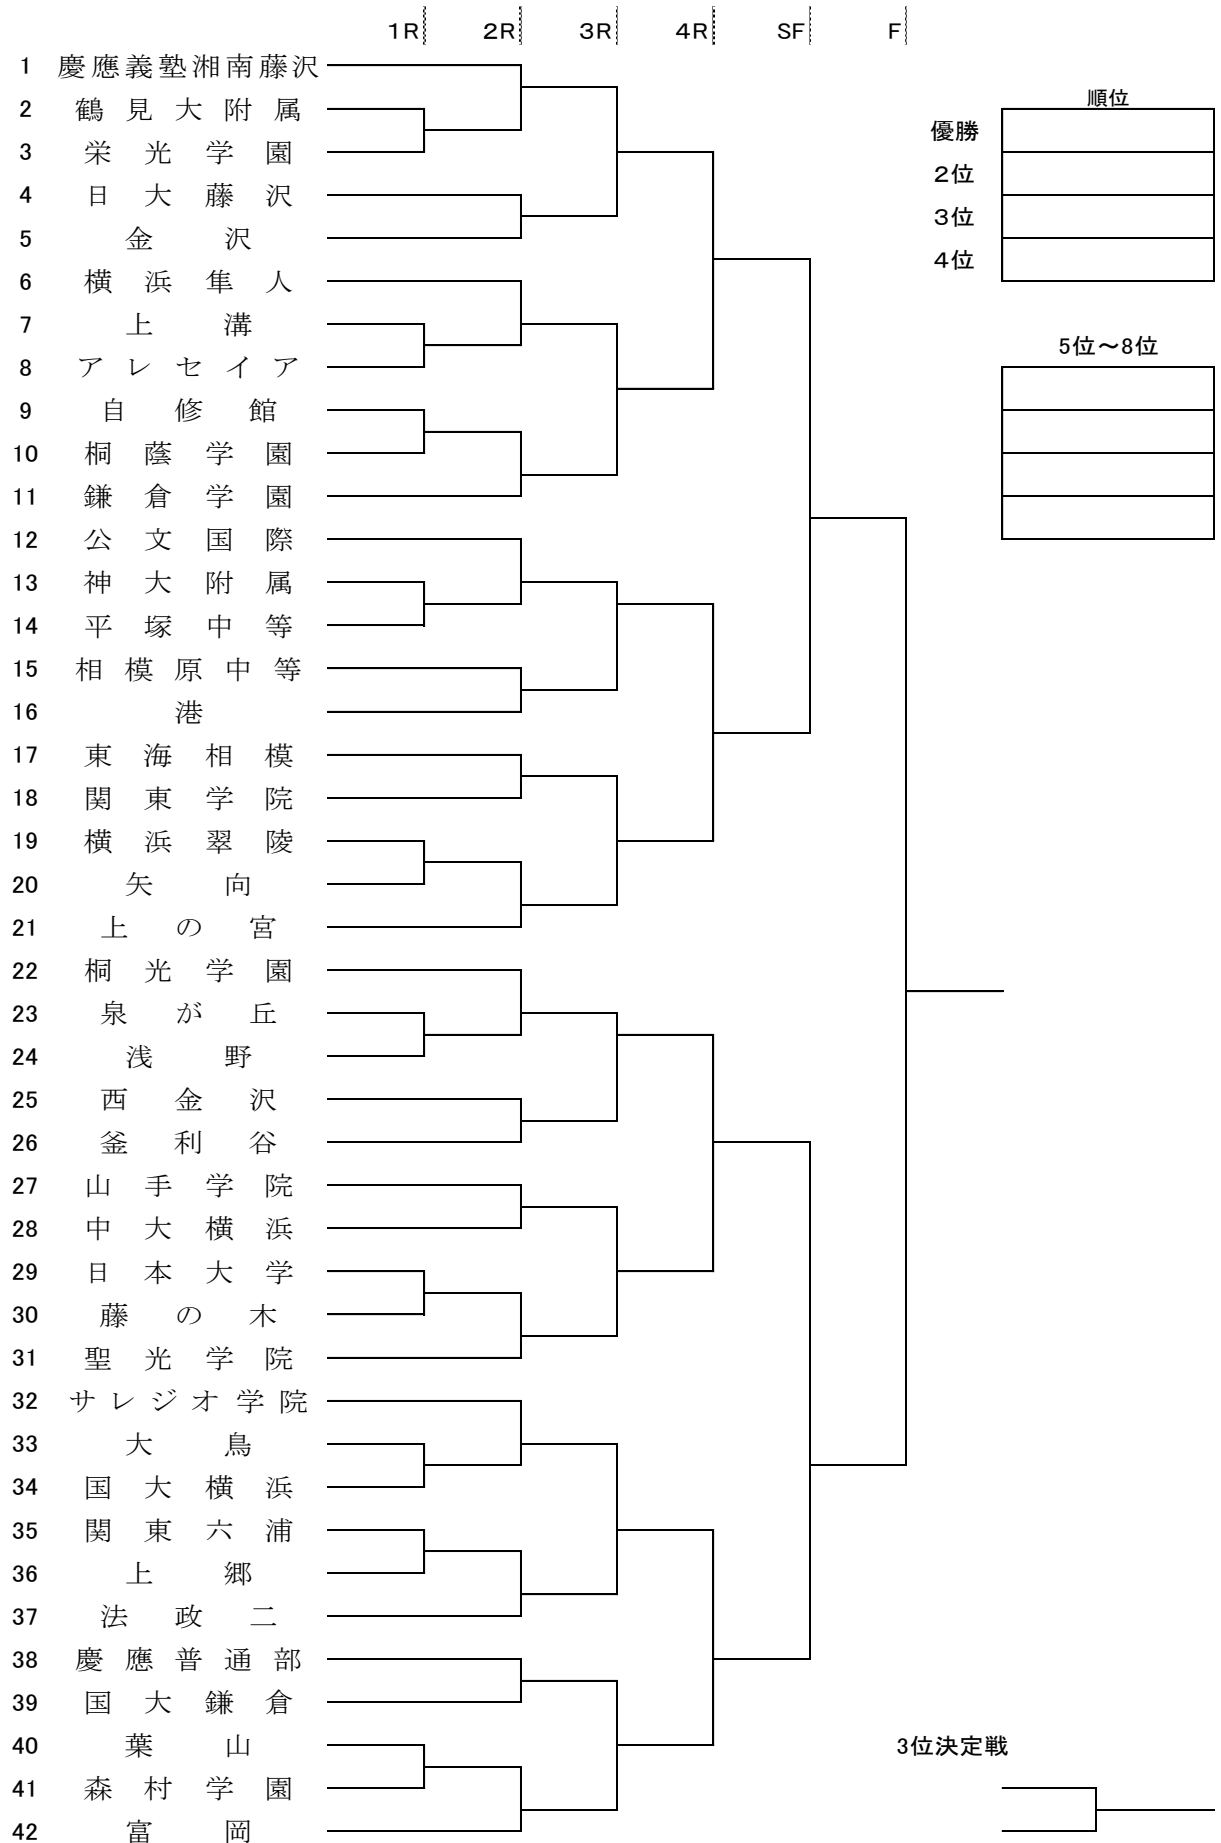 1R 2R 3R 4R SF F
1 慶應義塾湘南藤沢
2 鶴見大附属
3 栄光学園
4 日大藤沢
5 金沢
6 横浜隼人
7 上溝
8 アレセイア
9 自修館
10 桐蔭学園
11 鎌倉学園
12 公文国際
13 神大附属
14 平塚中等
15 相模原中等
16 港
17 東海相模
18 関東学院
19 横浜翠陵
20 矢向
21 上の宮
22 桐光学園
23 泉が丘
24 浅野
25 西金沢
26 釜利谷
27 山手学院
28 中大横浜
29 日本大学
30 藤の木
31 聖光学院
32 サレジオ学院
33 大鳥
34 国大横浜
35 関東六浦
36 上郷
37 法政二
38 慶應普通部
39 国大鎌倉
40 葉山
41 森村学園
42 富岡
順位
優勝
2位
3位
4位
5位～8位
3位決定戦